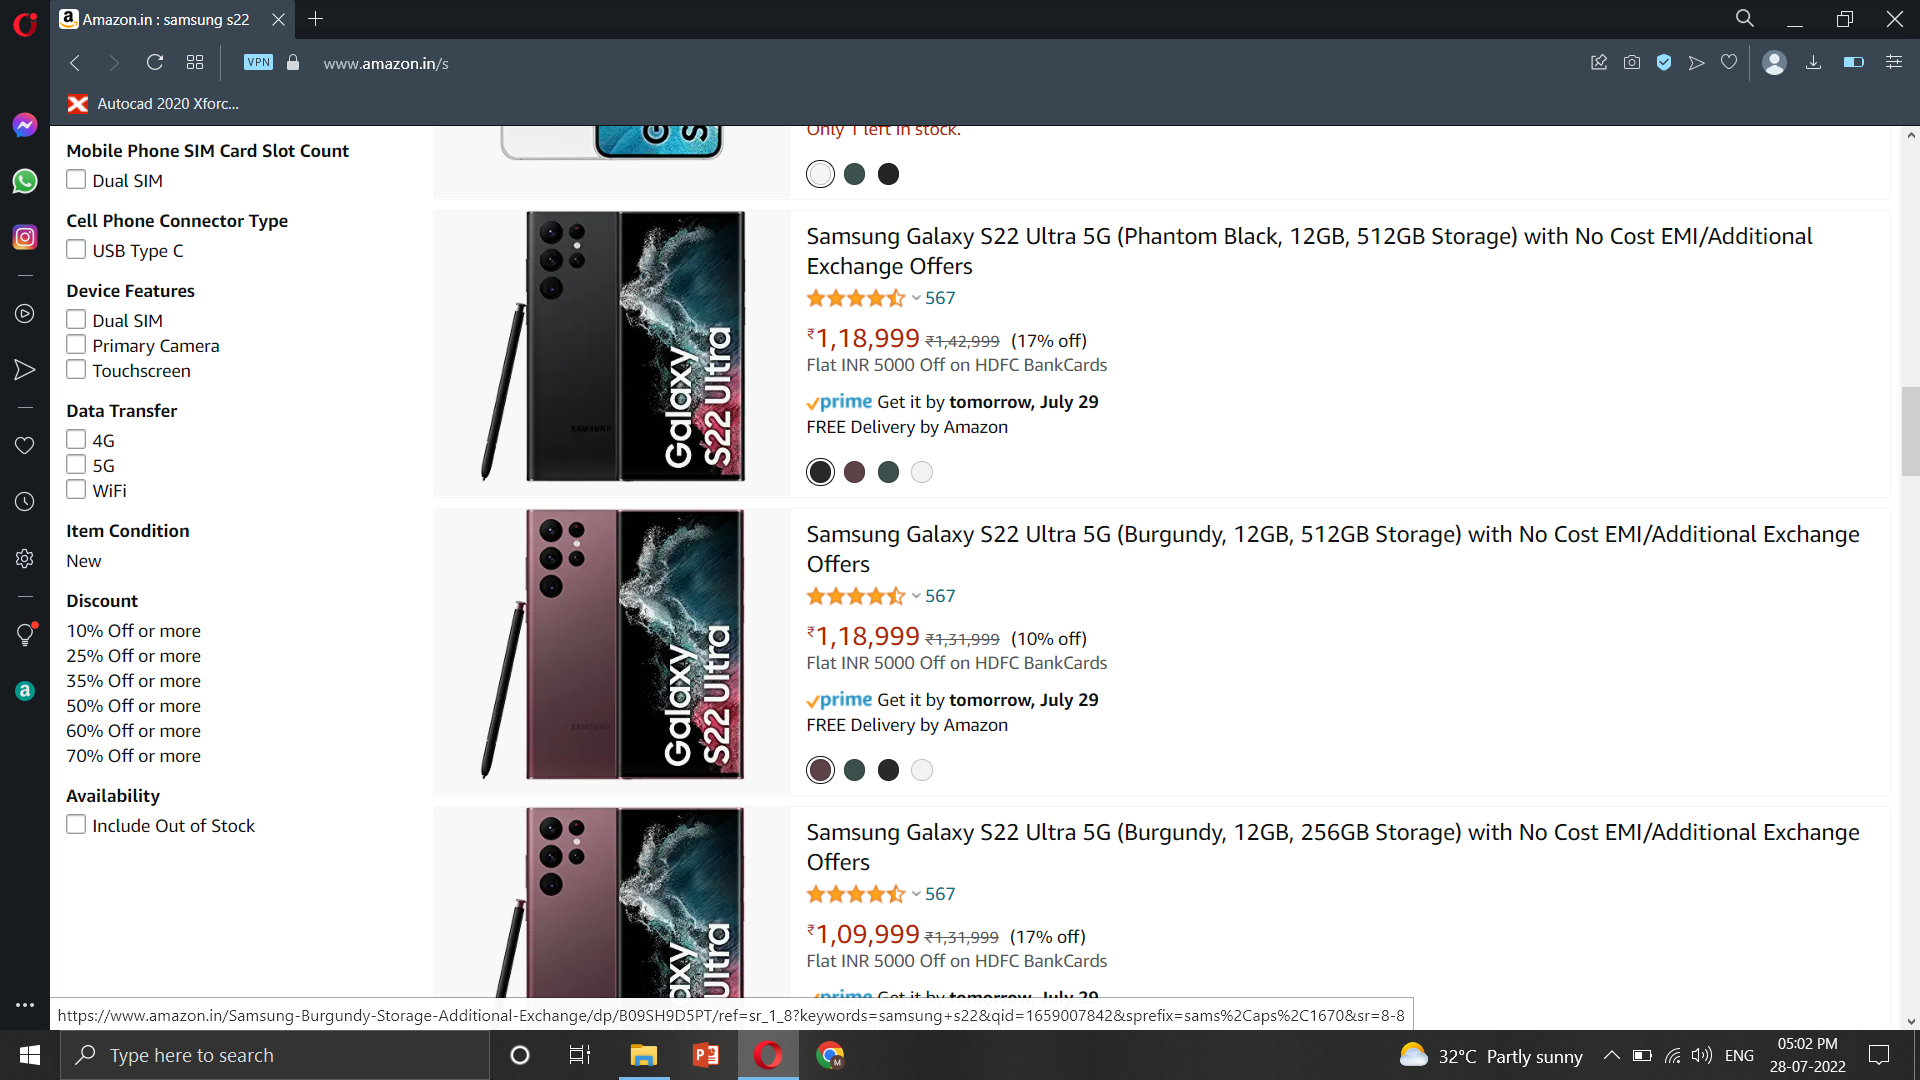 Amazon.in : samsung s22
VPN
www.amazon.in/s
Autocad 2020 Xforc...
Mobile Phone SIM Card Slot Count
Dual SIM
Cell Phone Connector Type
USB Type C
Device Features
Dual SIM
Primary Camera
Touchscreen
Data Transfer
4G
5G
WiFi
Item Condition
New
Discount
10% Off or more
25% Off or more
35% Off or more
50% Off or more
60% Off or more
70% Off or more
Availability
Include Out of Stock
Only 1 left in stock.
Galaxy
S22 Ultra
SAMSUNG
Samsung Galaxy S22 Ultra 5G (Phantom Black, 12GB, 512GB Storage) with No Cost EMI/Additional
Exchange Offers
567
₹1,18,999 ₹1,42,999 (17% off)
Flat INR 5000 Off on HDFC BankCards
prime Get it by tomorrow, July 29
FREE Delivery by Amazon
Galaxy
S22 Ultra
SAMSUNG
Samsung Galaxy S22 Ultra 5G (Burgundy, 12GB, 512GB Storage) with No Cost EMI/Additional Exchange
Offers
567
₹1,18,999 ₹1,31,999 (10% off)
Flat INR 5000 Off on HDFC BankCards
prime Get it by tomorrow, July 29
FREE Delivery by Amazon
Samsung Galaxy S22 Ultra 5G (Burgundy, 12GB, 256GB Storage) with No Cost EMI/Additional Exchange
Offers
567
₹1,09,999 ₹1,31,999 (17% off)
Flat INR 5000 Off on HDFC BankCards
prime Get it by tomorrow, July 29
https://www.amazon.in/Samsung-Burgundy-Storage-Additional-Exchange/dp/B09SH9D5PT/ref=sr_1_8?keywords=samsung+s22&qid=1659007842&sprefix=sams%2Caps%2C1670&sr=8-8
Type here to search
32°C Partly sunny
ENG
05:02 PM
28-07-2022